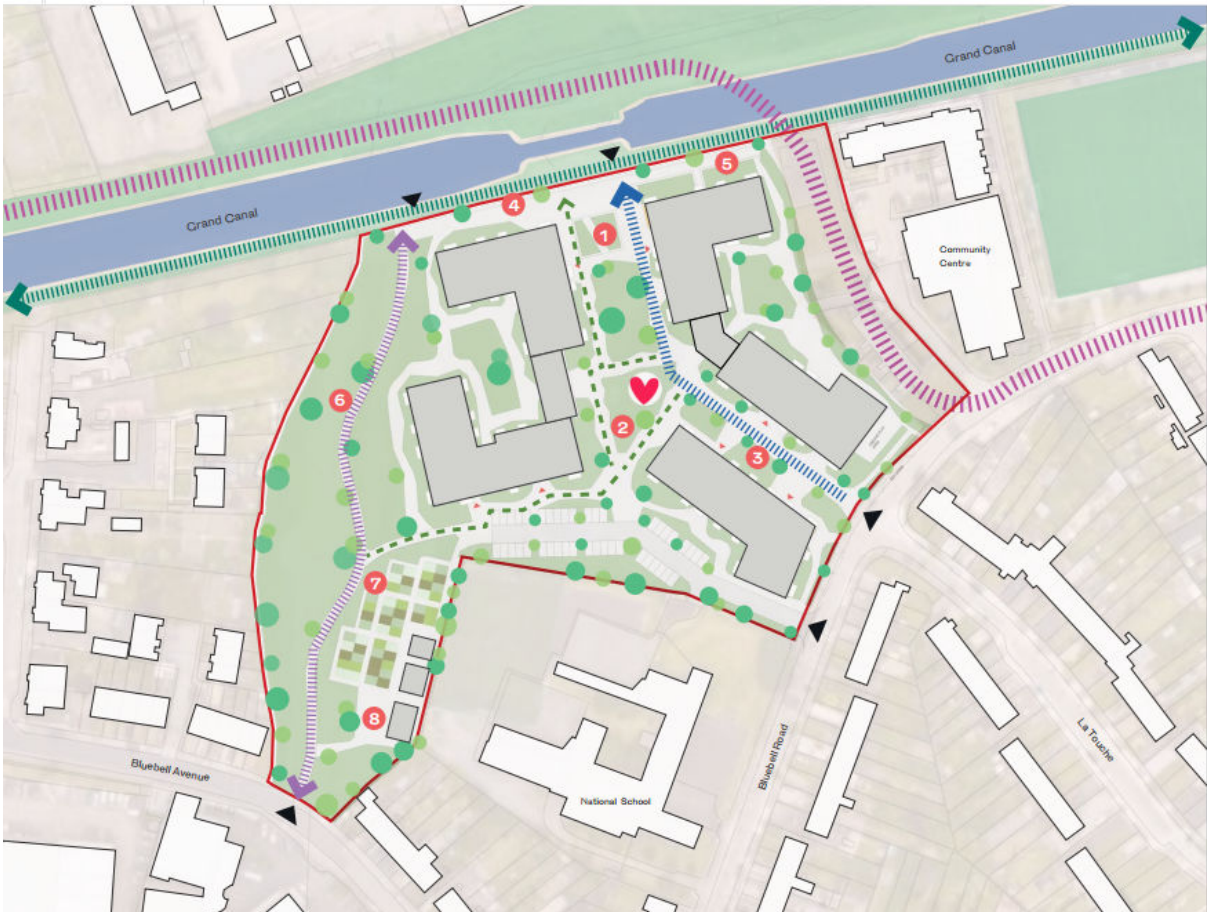 Grand Canal
Grand Canal
5
4
1
Community
Centre
6
2
3
7
8
Bluebell Avenue
National School
Bluebell Road
La Touche